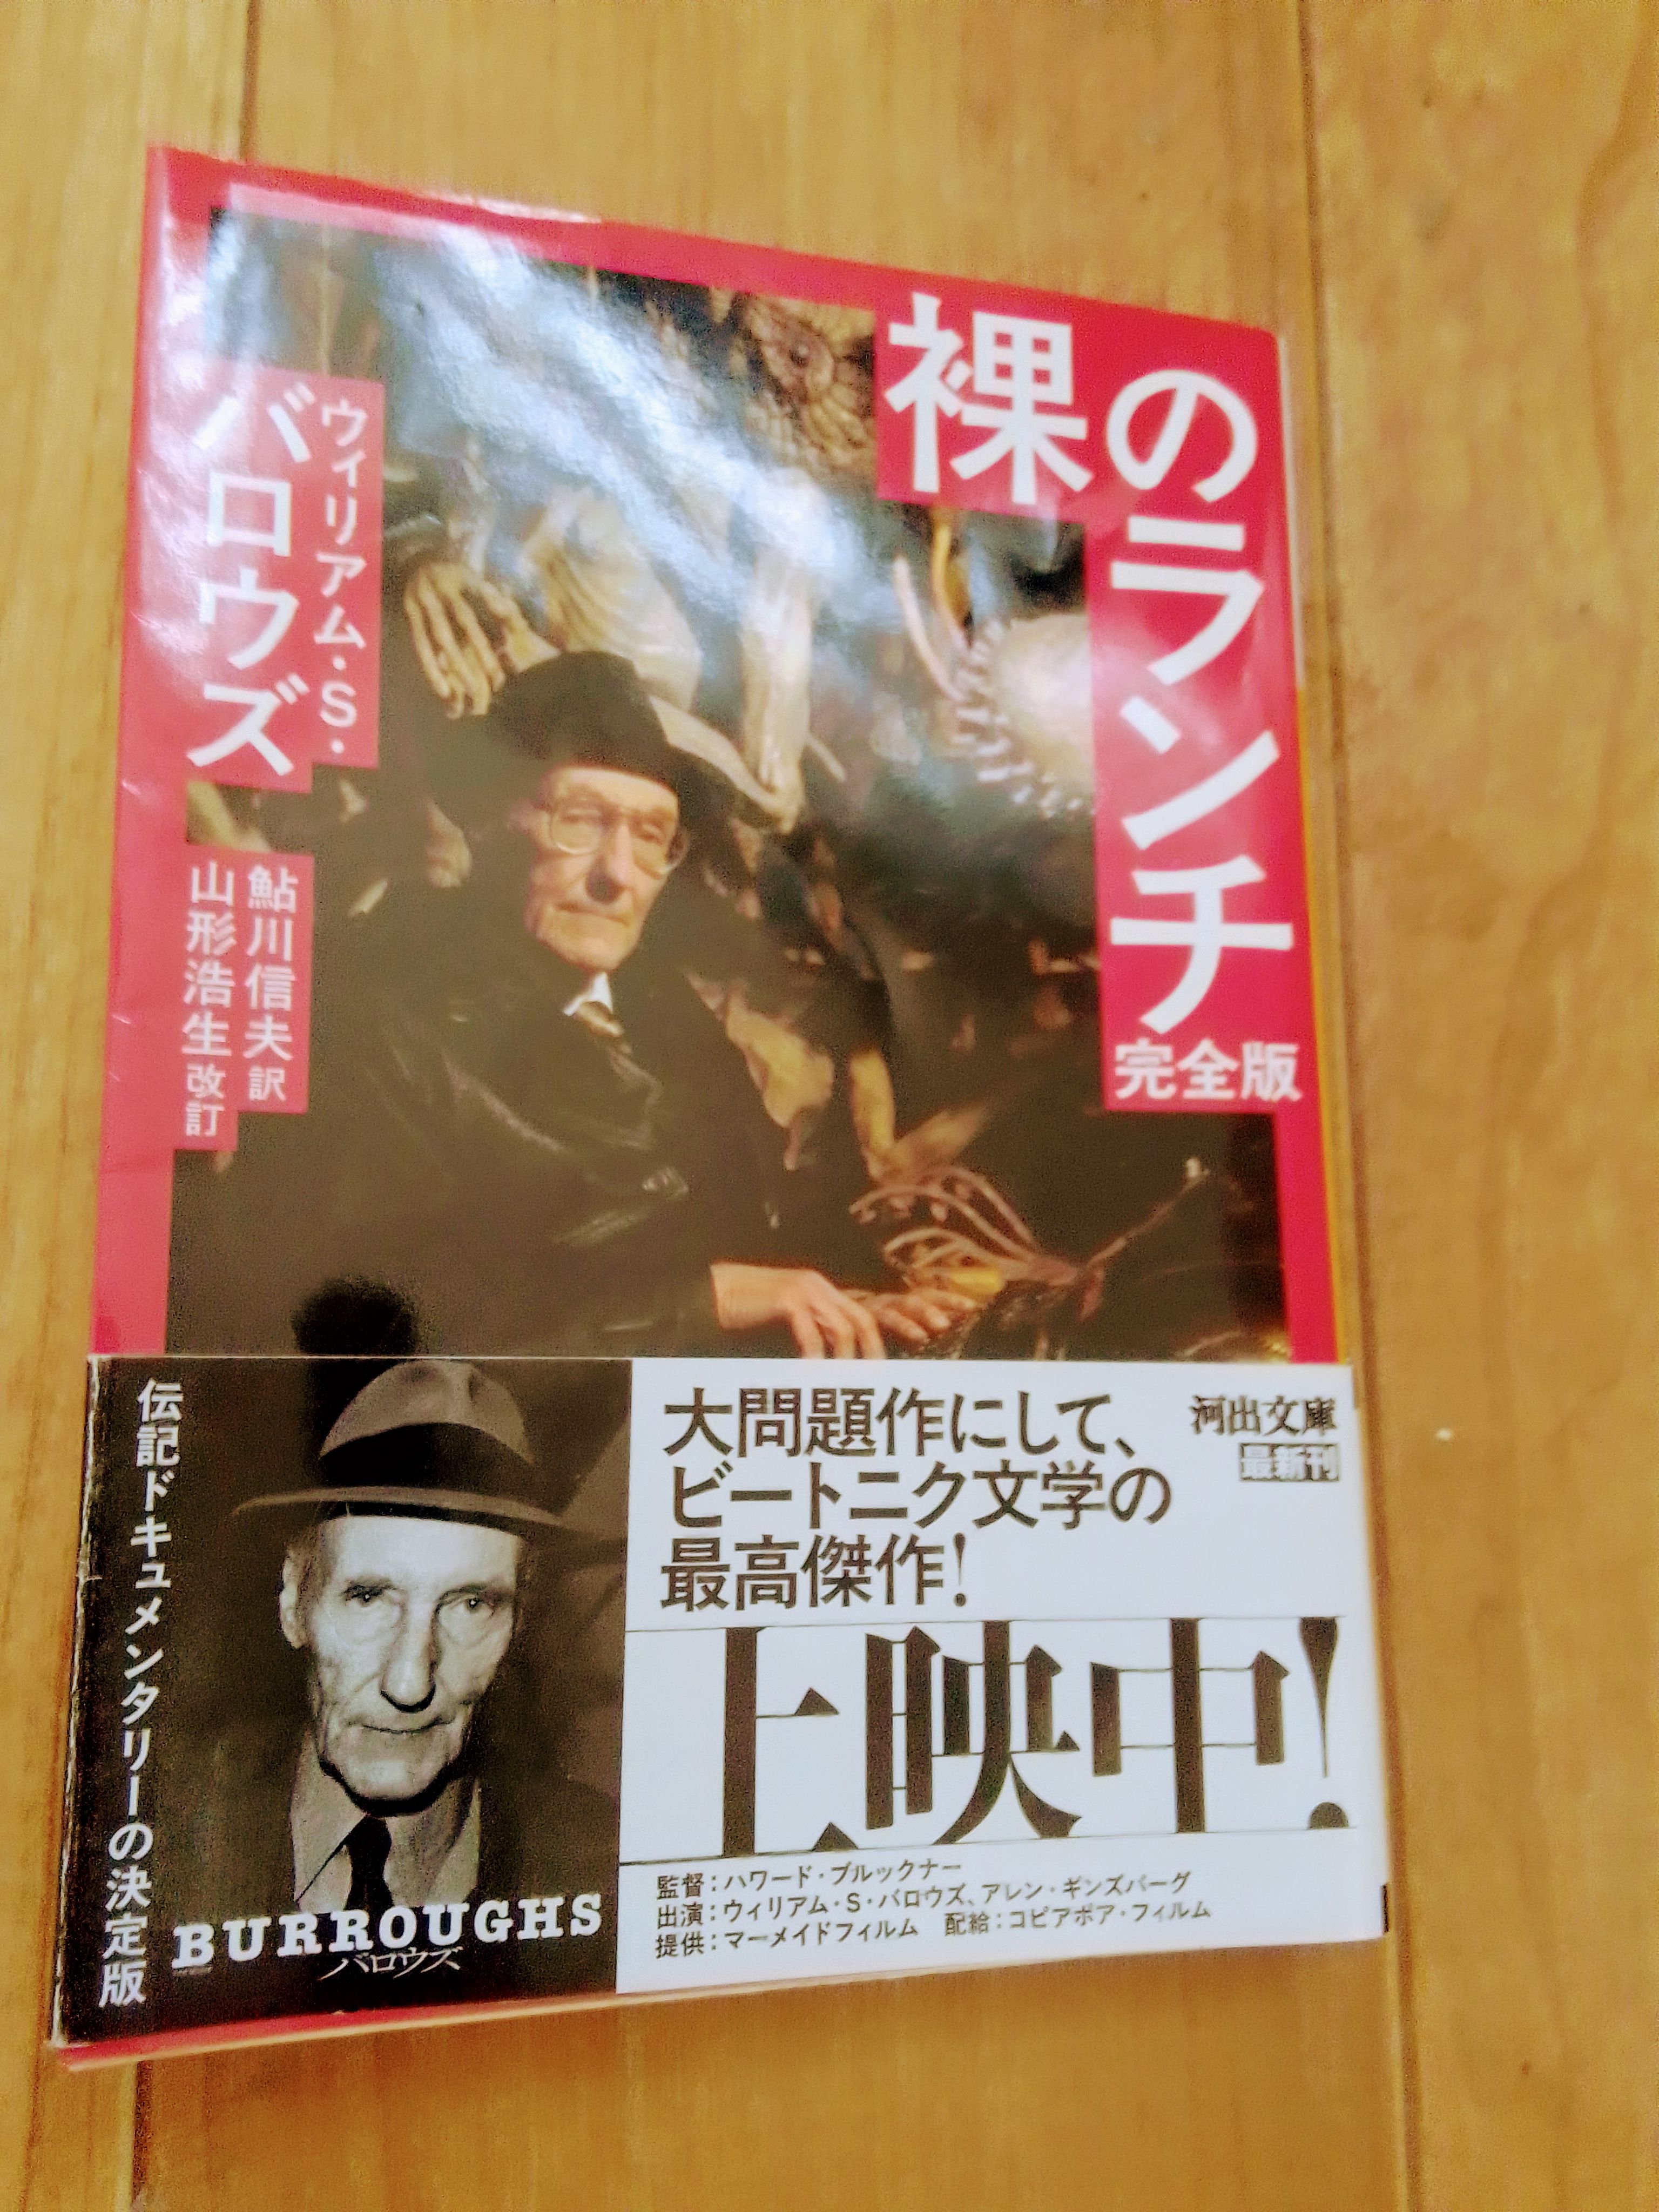 裸のランチ
完全版
ウィリアム・S・
バロウズ
鮎川信夫 訳
山形浩生 改訂
伝記ドキュメンタリーの決定版
BURROUGHS
バロウズ
河出文庫
最新刊
大問題作にして、
ビートニク文学の
最高傑作!
上映中!
監督:ハワード・ブルックナー
出演:ウィリアム・S・バロウズ、アレン・ギンズバーグ
提供:マーメイドフィルム 配給:コピアポア・フィルム